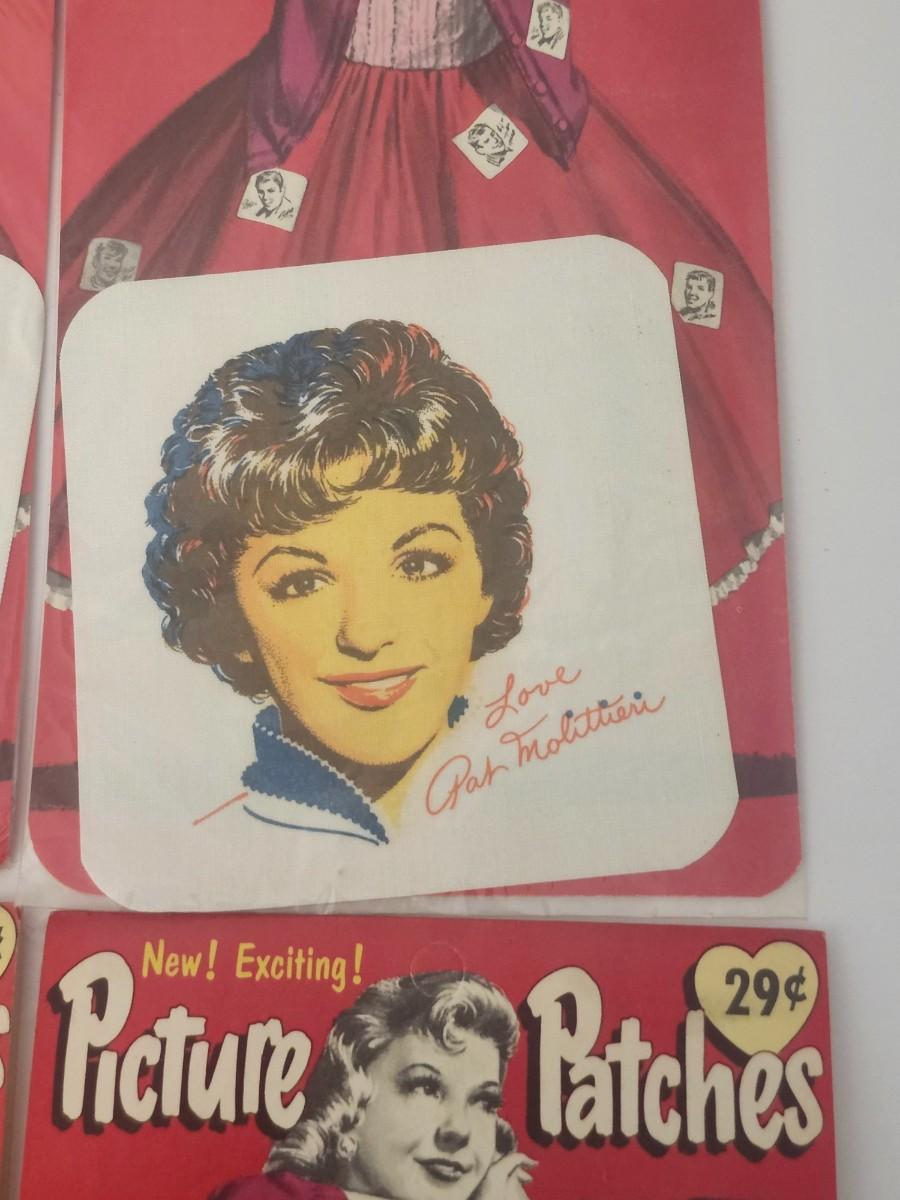 Love
Pat Molittieri
New! Exciting!
Picture Patches
29¢